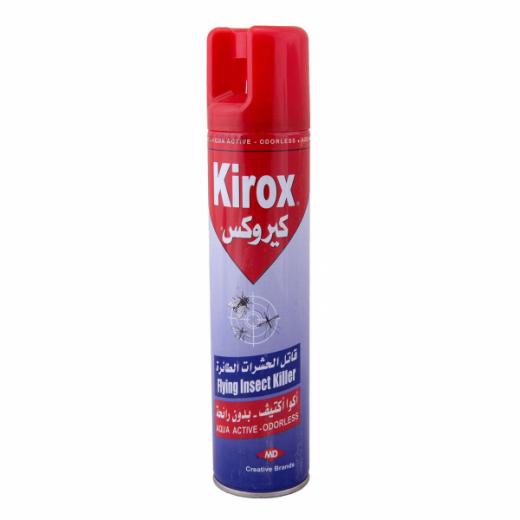 AQUA ACTIVE - ODORLESS
Kirox
كيروكس
قاتل الحشرات الطائرة
Flying Insect Killer
أكوا أكتيف - بدون رائحة
AQUA ACTIVE - ODORLESS
MD
Creative Brands